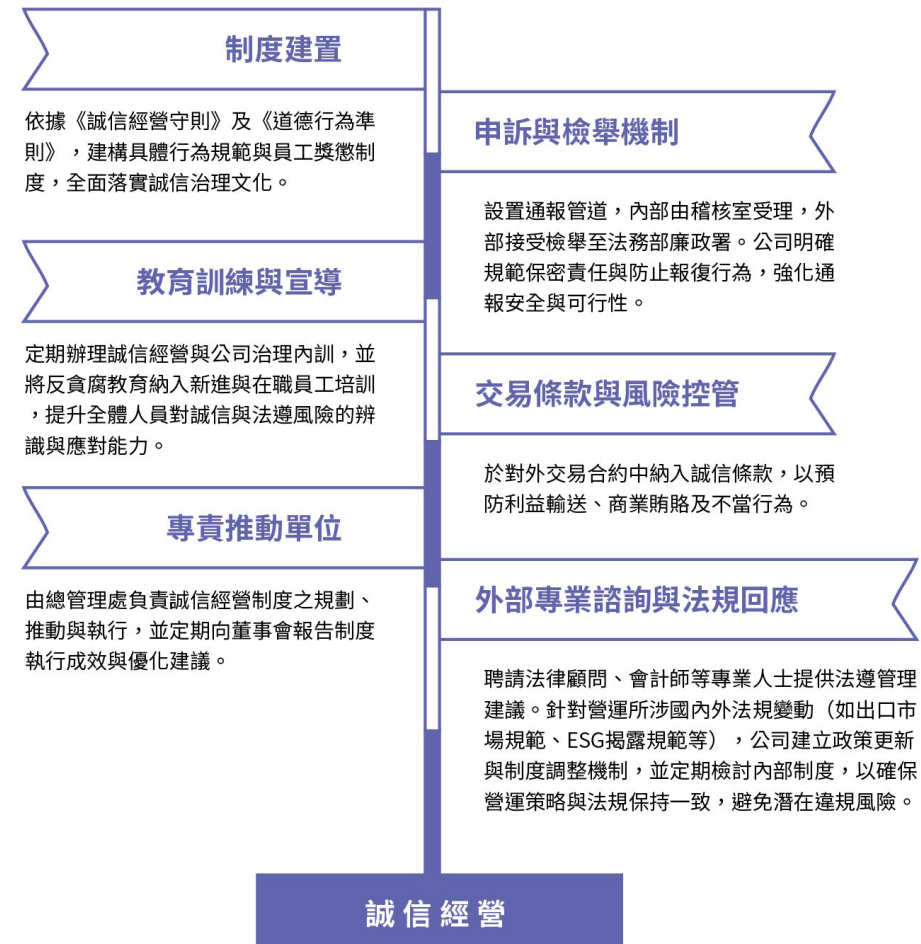 制度建置
依據《誠信經營守則》及《道德行為準
則》，建構具體行為規範與員工獎懲制
度，全面落實誠信治理文化。
申訴與檢舉機制
設置通報管道，內部由稽核室受理，外
部接受檢舉至法務部廉政署。公司明確
規範保密責任與防止報復行為，強化通
報安全與可行性。
教育訓練與宣導
定期辦理誠信經營與公司治理內訓，並
將反貪腐教育納入新進與在職員工培訓
，提升全體人員對誠信與法遵風險的辨
識與應對能力。
交易條款與風險控管
於對外交易合約中納入誠信條款，以預
防利益輸送、商業賄賂及不當行為。
專責推動單位
由總管理處負責誠信經營制度之規劃、
推動與執行，並定期向董事會報告制度
執行成效與優化建議。
外部專業諮詢與法規回應
聘請法律顧問、會計師等專業人士提供法遵管理
建議。針對營運所涉國內外法規變動（如出口市
場規範、ESG揭露規範等），公司建立政策更新
與制度調整機制，並定期檢討內部制度，以確保
營運策略與法規保持一致，避免潛在違規風險。
誠信經營